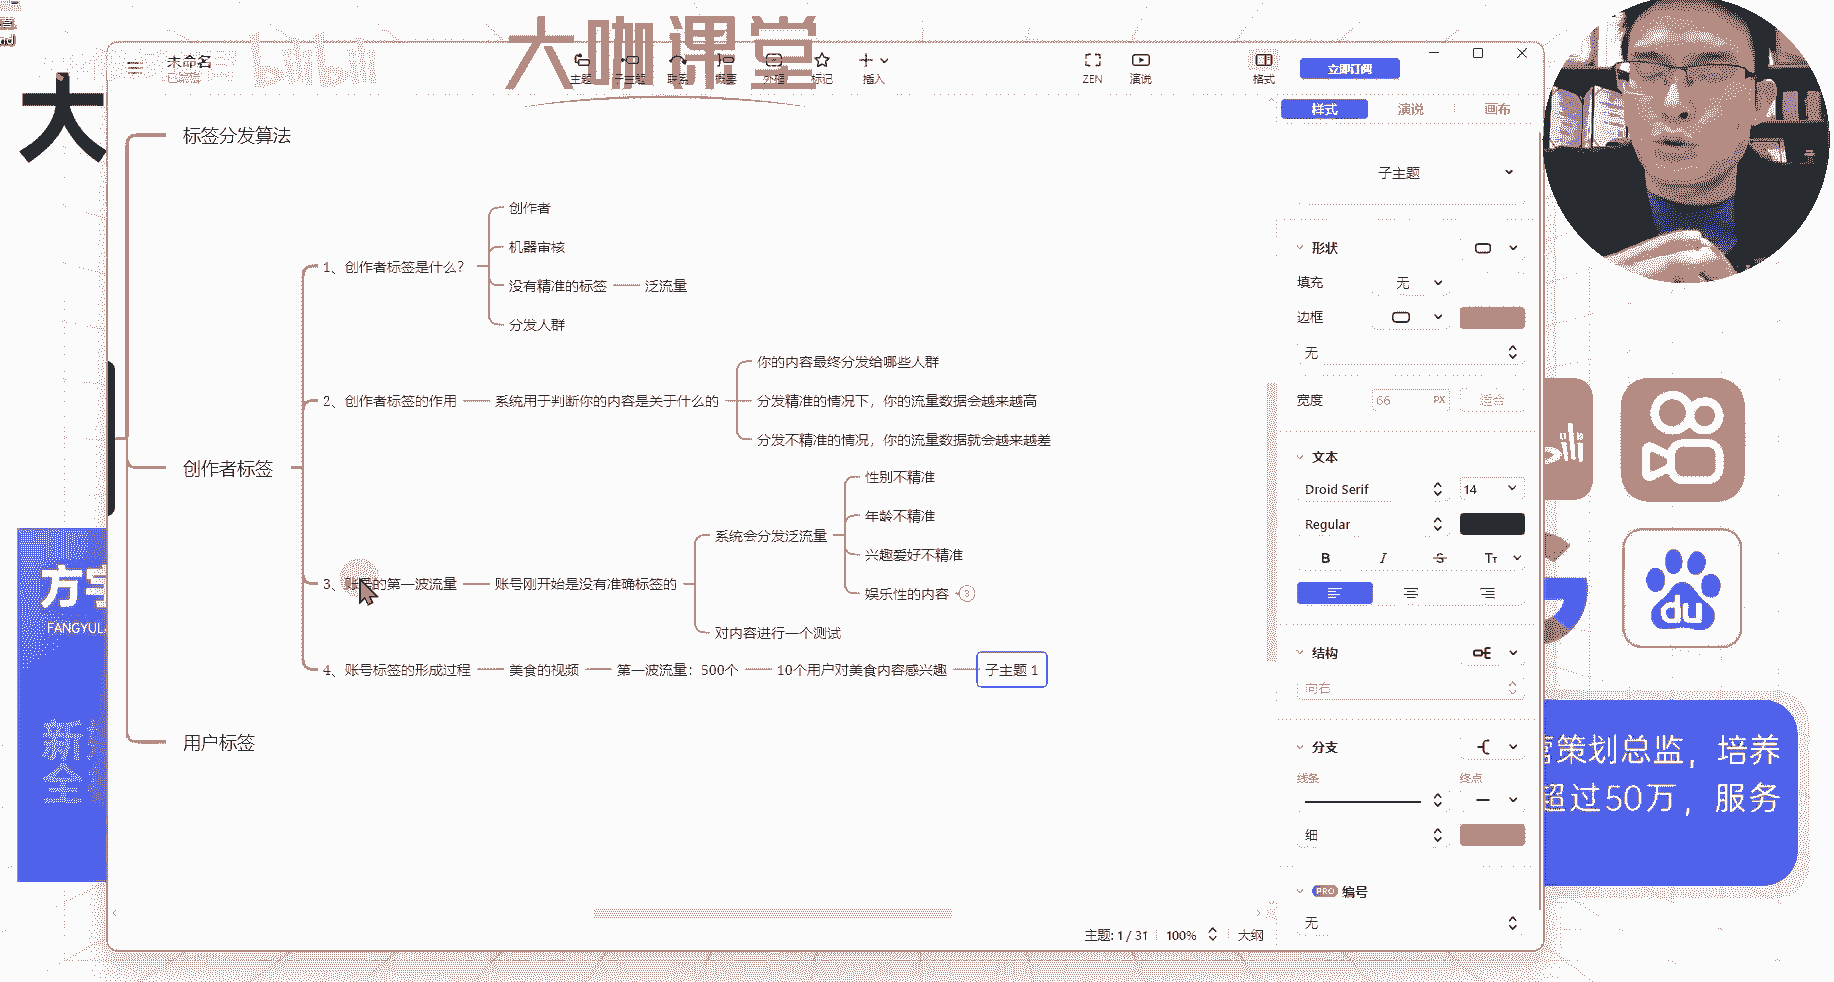 大咖课堂
bilibili
大
未命名
主题
子主题
联系
概要
外框
标记
插入
ZEN
演说
格式
立即订阅
样式
演说
画布
标签分发算法
创作者标签
用户标签
1、创作者标签是什么?
创作者
机器审核
没有精准的标签
泛流量
分发人群
2、创作者标签的作用
系统用于判断你的内容是关于什么的
你的内容最终分发给哪些人群
分发精准的情况下，你的流量数据会越来越高
分发不精准的情况，你的流量数据就会越来越差
3、账号的第一波流量
账号刚开始是没有准确标签的
系统会分发泛流量
性别不精准
年龄不精准
兴趣爱好不精准
娱乐性的内容
3
对内容进行一个测试
4、账号标签的形成过程
美食的视频
第一波流量：500个
10个用户对美食内容感兴趣
子主题 1
子主题
形状
填充
无
边框
无
宽度
66
PX
适合
文本
Droid Serif
14
Regular
B
I
S
Tт
结构
向右
分支
线条
终点
细
PRO 编号
无
主题: 1 / 31
100%
大纲
FANGYU
新
全
du
策划总监，培养
超过50万，服务